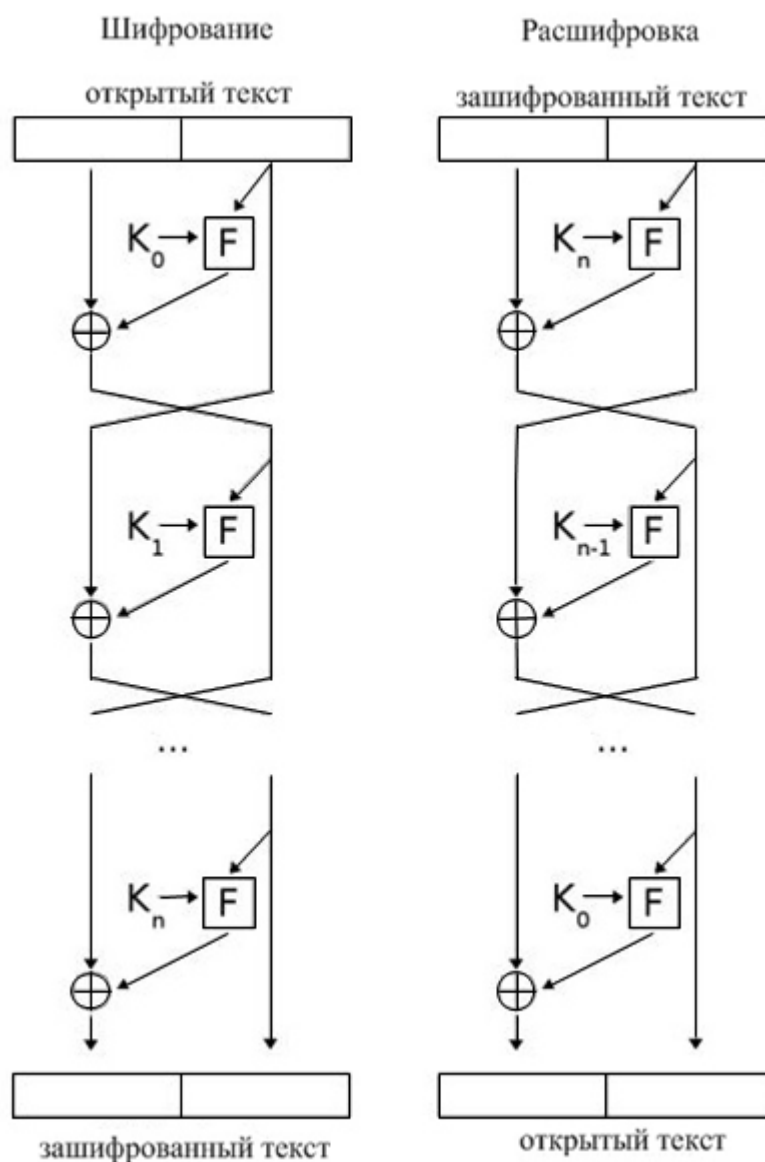 Шифрование
открытый текст
K0
F
K1
F
...
Kn
F
зашифрованный текст
Расшифровка
зашифрованный текст
Kn
F
Kn-1
F
...
K0
F
открытый текст